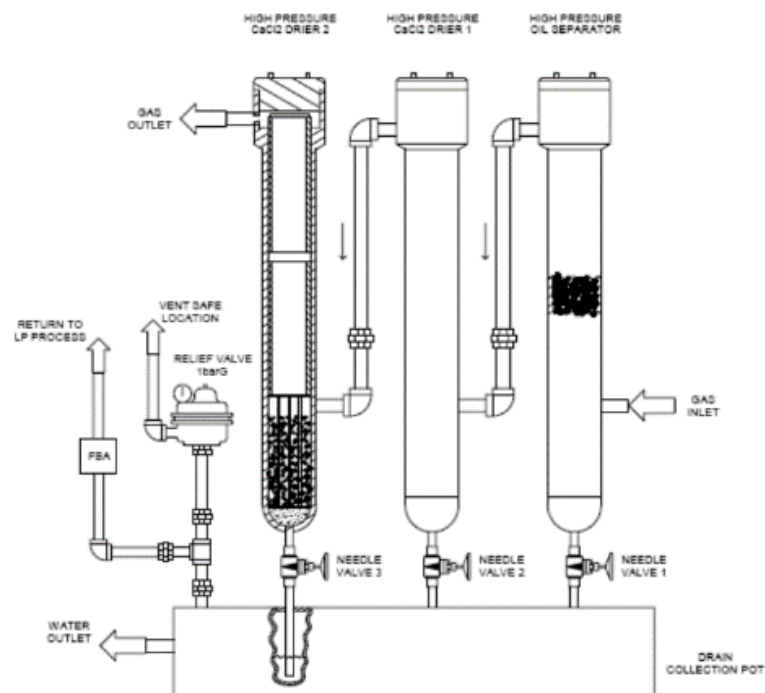 HIGH PRESSURE
CaCl2 DRIER 2
HIGH PRESSURE
CaCl2 DRIER 1
HIGH PRESSURE
OIL SEPARATOR
GAS
OUTLET
VENT SAFE
LOCATION
RETURN TO
LP PROCESS
RELIEF VALVE
1barG
GAS
INLET
FBA
NEEDLE
VALVE 3
NEEDLE
VALVE 2
NEEDLE
VALVE 1
WATER
OUTLET
DRAIN
COLLECTION POT